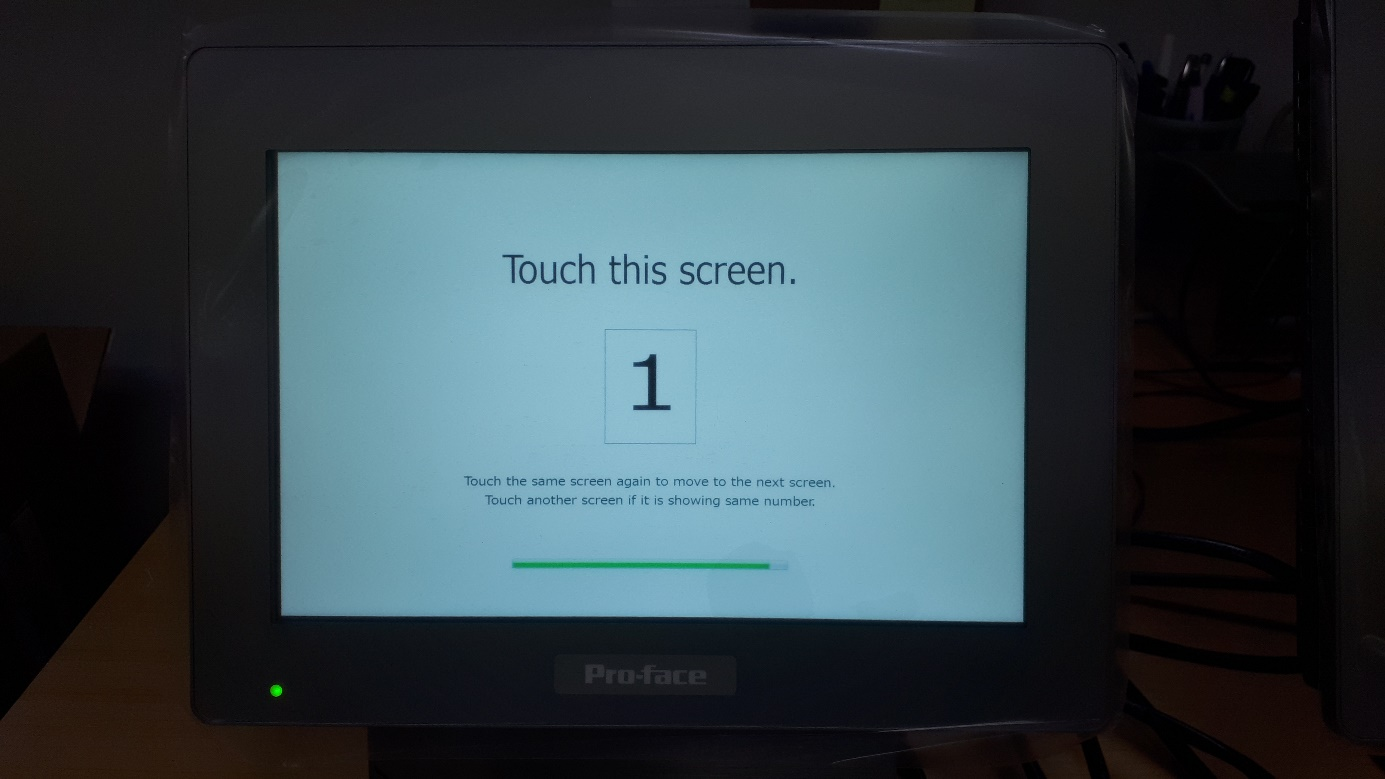 Touch this screen.
1
Touch the same screen again to move to the next screen.
Touch another screen if it is showing same number.
Pro-face